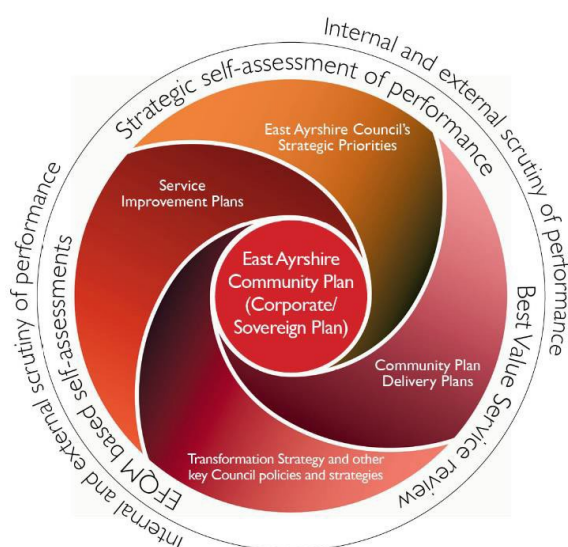 Internal and external scrutiny of performance
Strategic self-assessment of performance
East Ayrshire Council's
Strategic Priorities
Service
Improvement Plans
East Ayrshire
Community Plan
(Corporate/
Sovereign Plan)
Community Plan
Delivery Plans
Transformation Strategy and other
key Council policies and strategies
Best Value Service review
EFQM based self-assessments
Internal and external scrutiny of performance